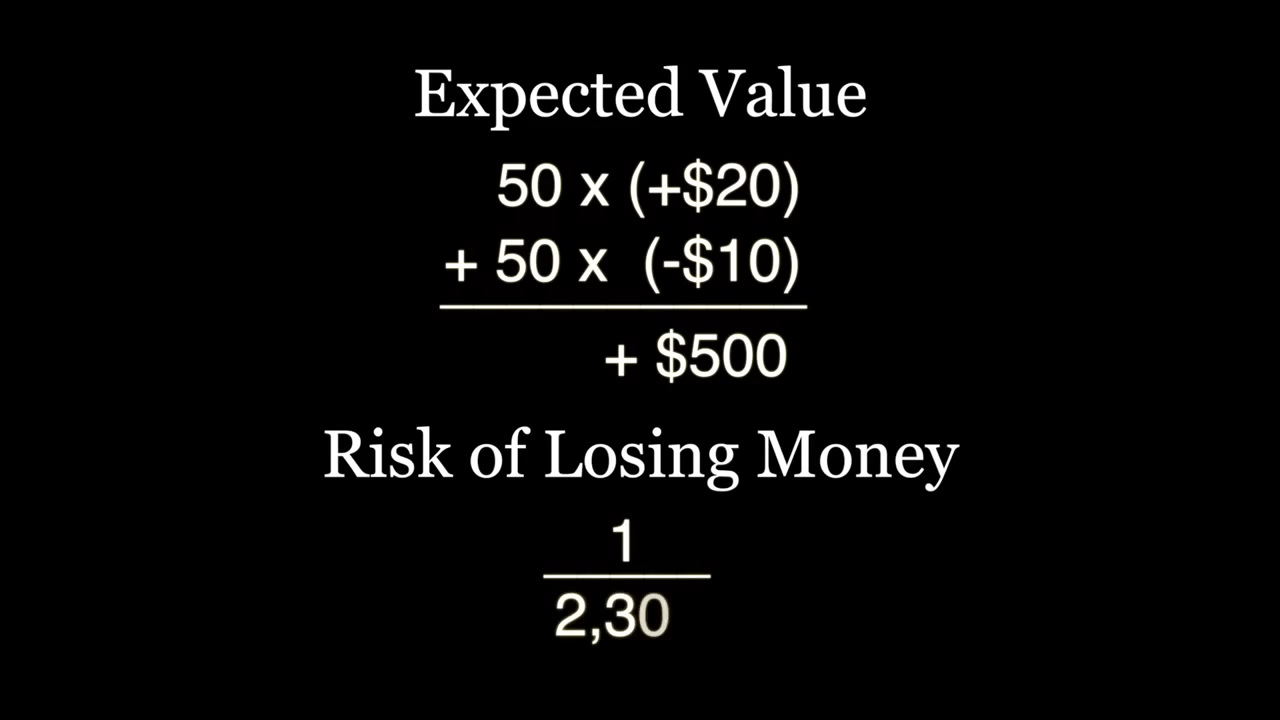 Expected Value
50 x (+$20)
+ 50 x (-$10)
+ $500
Risk of Losing Money
1
2,30